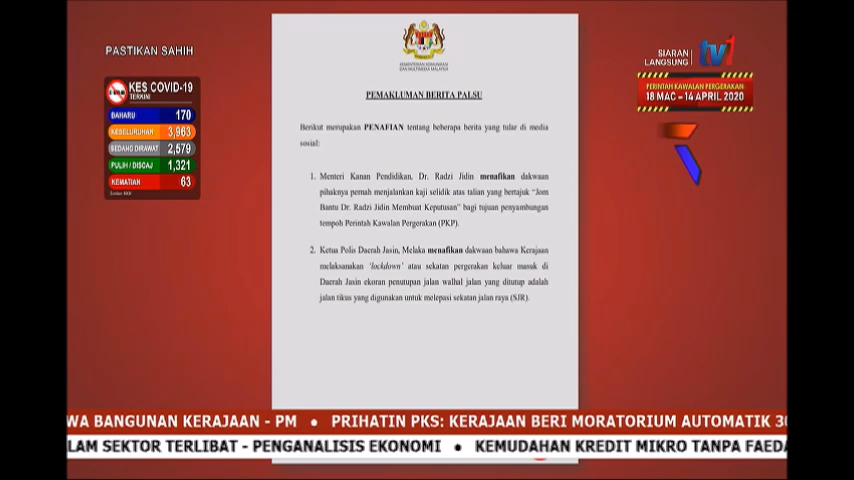 PASTIKAN SAHIH
KES COVID-19
TERKINI
BAHARU 170
KESELURUHAN 3,963
SEDANG DIRAWAT 2,579
PULIH / DISCAJ 1,321
KEMATIAN 63
KEMENTERIAN KOMUNIKASI
DAN MULTIMEDIA MALAYSIA
PEMAKLUMAN BERITA PALSU
Berikut merupakan PENAFIAN tentang beberapa berita yang tular di media
sosial:
1. Menteri Kanan Pendidikan, Dr. Radzi Jidin menafikan dakwaan
pihaknya pernah menjalankan kaji selidik atas talian yang bertajuk “Jom
Bantu Dr. Radzi Jidin Membuat Keputusan” bagi tujuan penyambungan
tempoh Perintah Kawalan Pergerakan (PKP).
2. Ketua Polis Daerah Jasin, Melaka menafikan dakwaan bahawa Kerajaan
melaksanakan ‘lockdown’ atau sekatan pergerakan keluar masuk di
Daerah Jasin ekoran penutupan jalan walhal jalan yang ditutup adalah
jalan tikus yang digunakan untuk melepasi sekatan jalan raya (SJR).
SIARAN
LANGSUNG
tv1
PERINTAH KAWALAN PERGERAKAN
18 MAC – 14 APRIL 2020
WA BANGUNAN KERAJAAN - PM • PRIHATIN PKS: KERAJAAN BERI MORATORIUM AUTOMATIK 30
LAM SEKTOR TERLIBAT - PENGANALISIS EKONOMI • KEMUDAHAN KREDIT MIKRO TANPA FAEDA